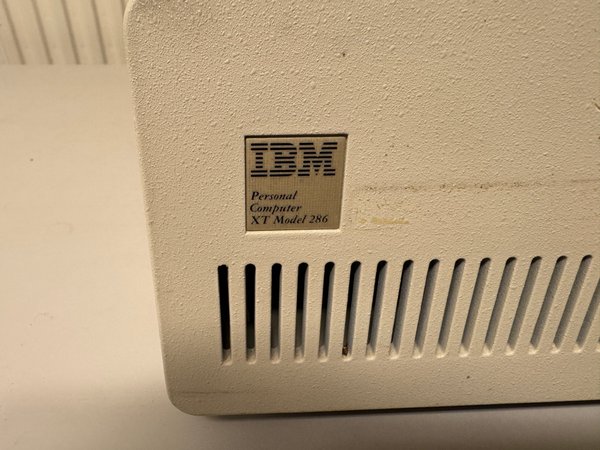 IBM
Personal
Computer
XT Model 286